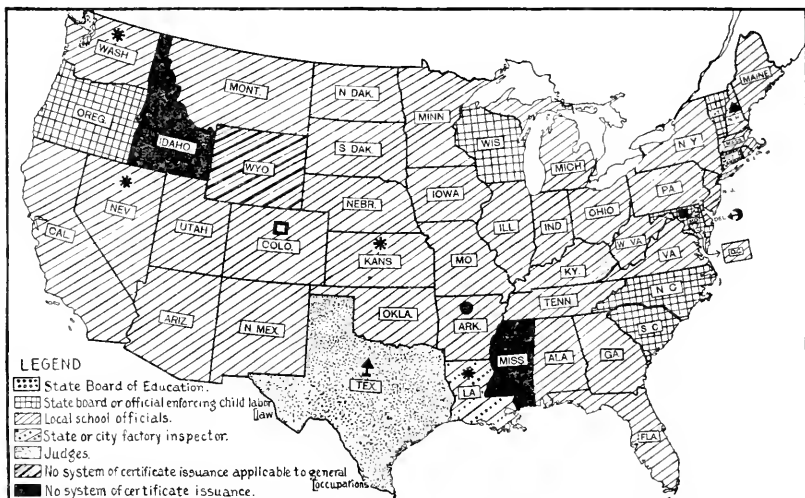 WASH
MONT.
N DAK.
MINN
MAINE
OREG.
IDAHO
S DAK.
WIS
MICH
N Y
WYO.
NEV
UTAH
COLO.
NEBR.
IOWA
ILL
IND
OHIO
PA
DEL
CAL
KANS
MO
KY.
W VA
VA
ARIZ
N MEX.
OKLA.
ARK.
TENN
N C
S C
TEX.
LA
MISS
ALA
GA
FLA
LEGEND
State Board of Education.
State board or official enforcing child labor
law
Local school officials.
State or city factory inspector.
Judges.
No system of certificate issuance applicable to general
occupations
No system of certificate issuance.